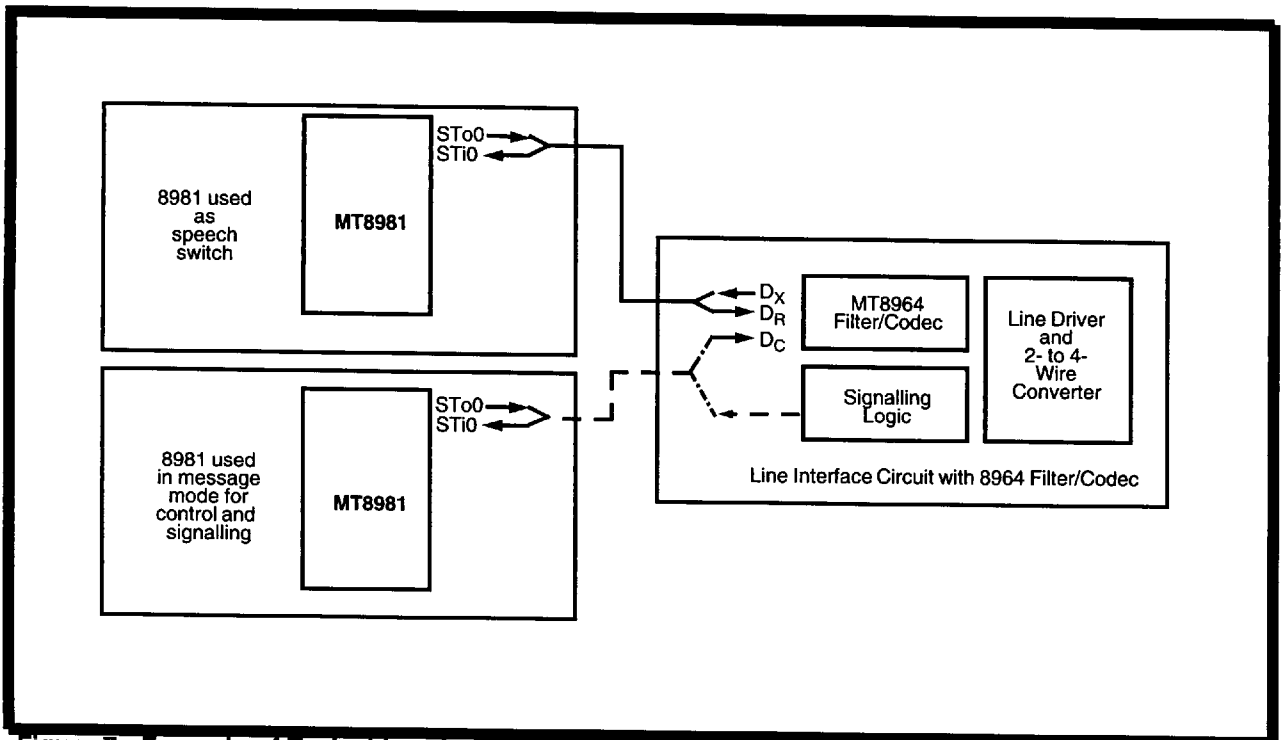 STo0
STi0
8981 used
as
speech
switch
MT8981
STo0
STi0
8981 used
in message
mode for
control and
signalling
MT8981
DX
DR
DC
MT8964
Filter/Codec
Signalling
Logic
Line Driver
and
2- to 4-
Wire
Converter
Line Interface Circuit with 8964 Filter/Codec